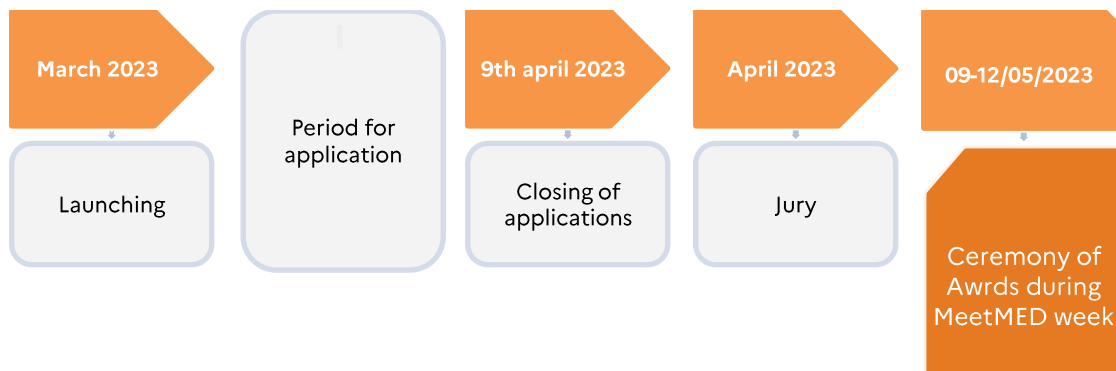 March 2023
Launching
Period for
application
9th april 2023
Closing of
applications
April 2023
Jury
09-12/05/2023
Ceremony of
Awrds during
MeetMED week